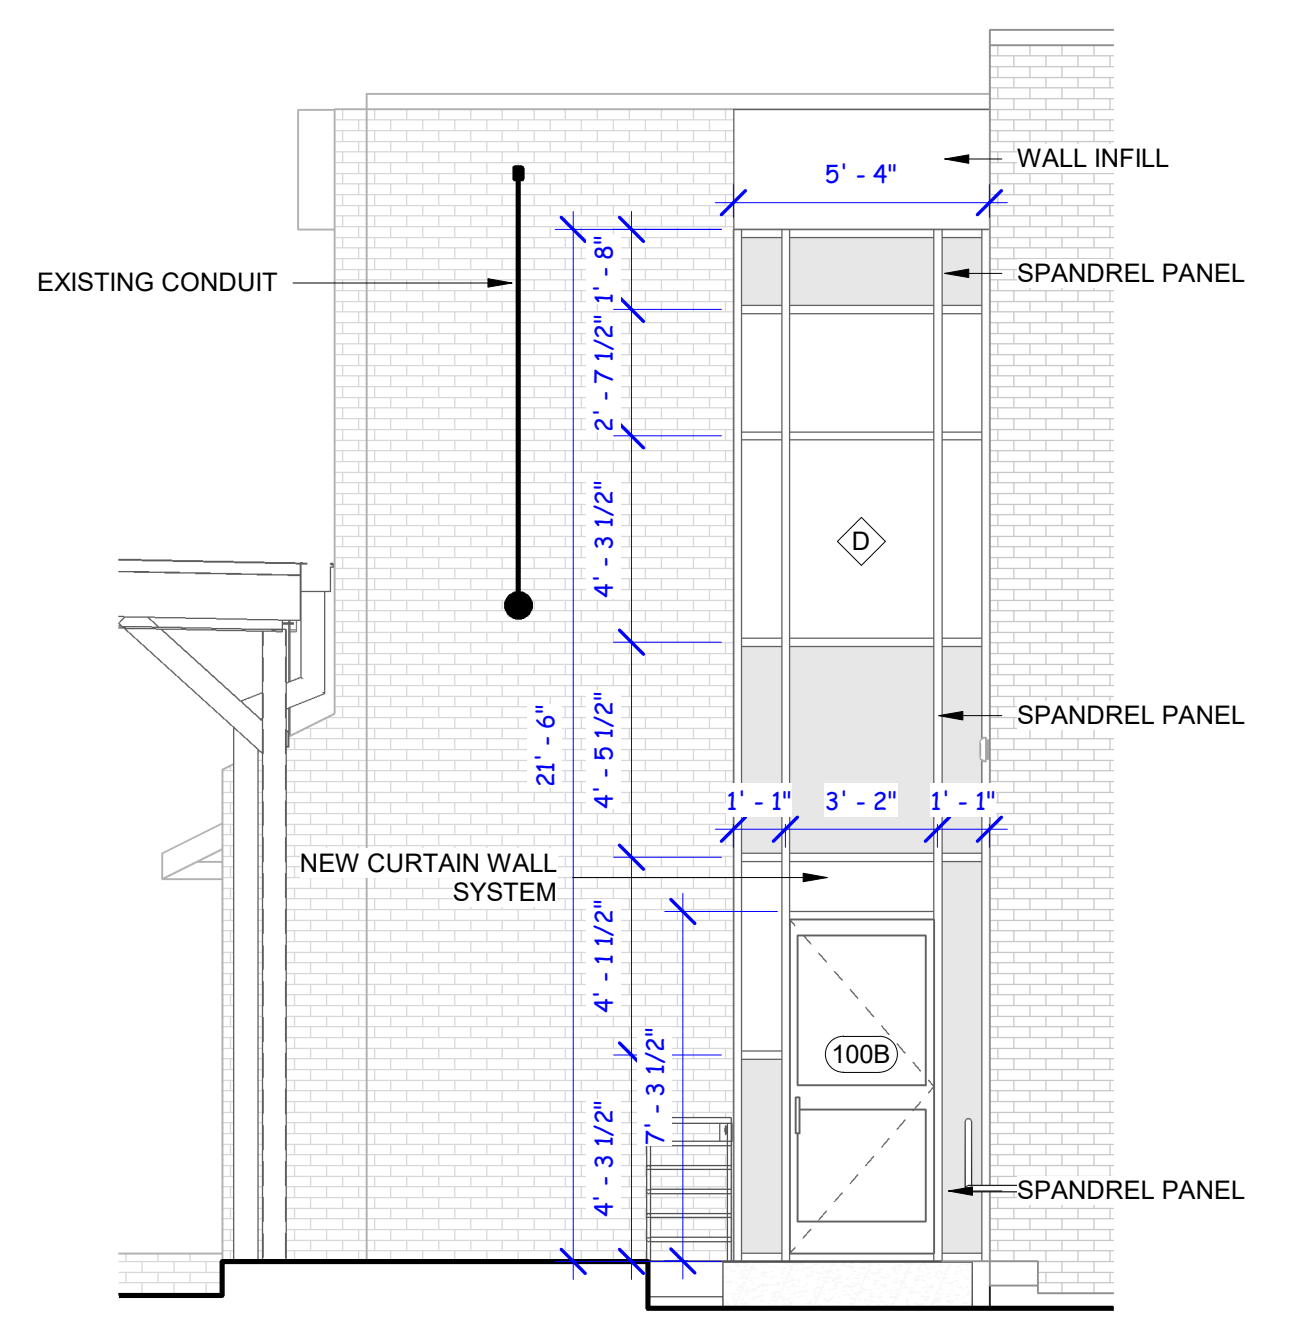 WALL INFILL
5' - 4"
SPANDREL PANEL
EXISTING CONDUIT
1' - 8"
2' - 7 1/2"
4' - 3 1/2"
D
SPANDREL PANEL
21' - 6"
4' - 5 1/2"
1' - 1"
3' - 2"
1' - 1"
NEW CURTAIN WALL
SYSTEM
4' - 1 1/2"
7' - 3 1/2"
100B
4' - 3 1/2"
SPANDREL PANEL